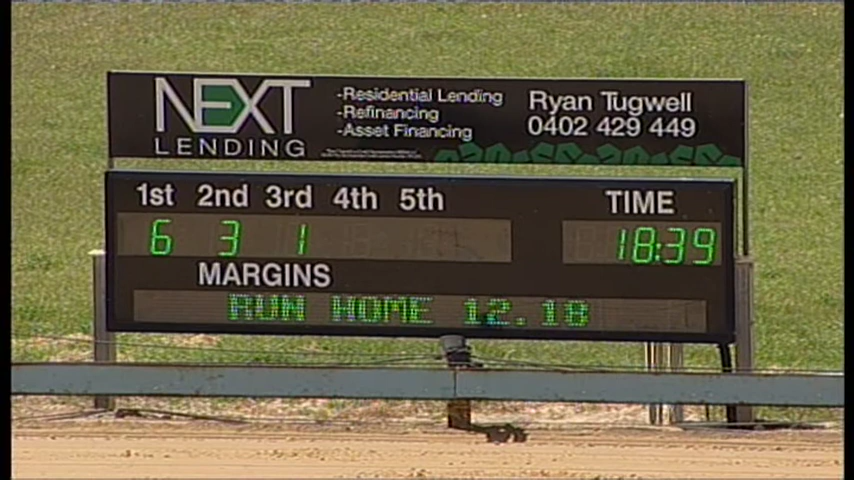 NEXT
LENDING
-Residential Lending
-Refinancing
-Asset Financing
Ryan Tugwell
0402 429 449
1st 2nd 3rd 4th 5th TIME
6 3 1 18:39
MARGINS
RUN HOME 12.18